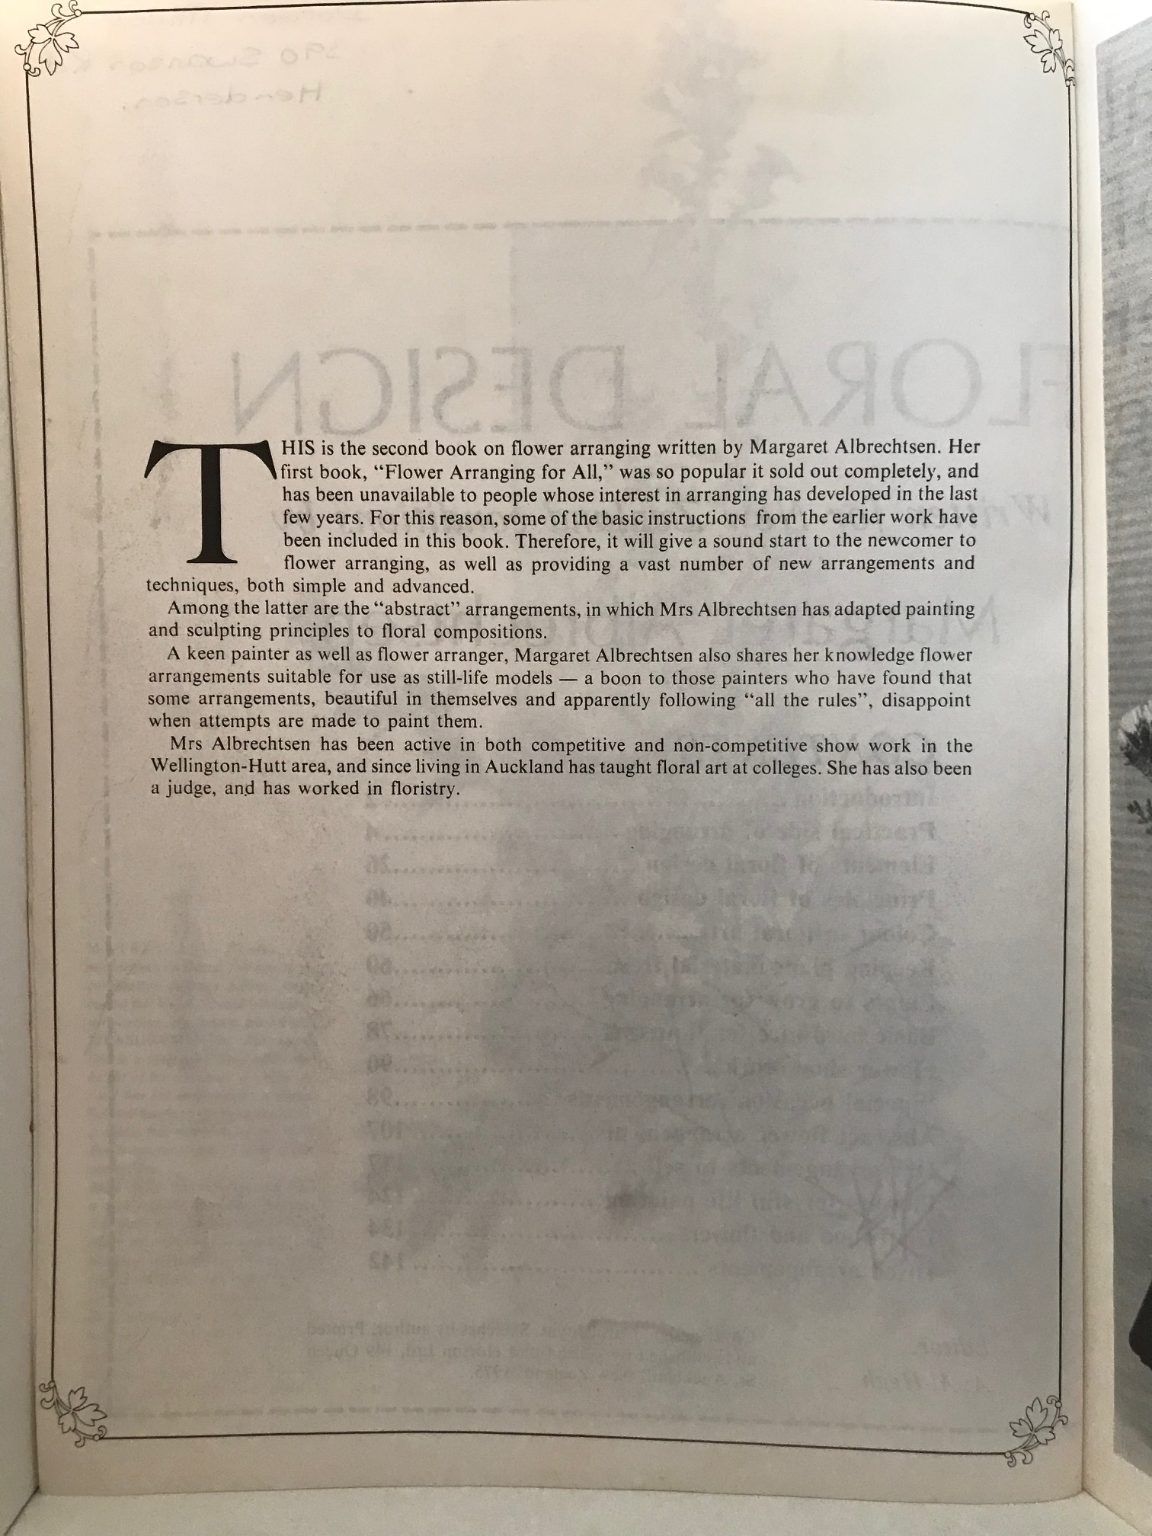 THIS is the second book on flower arranging written by Margaret Albrechtsen. Her
first book, “Flower Arranging for All,” was so popular it sold out completely, and
has been unavailable to people whose interest in arranging has developed in the last
few years. For this reason, some of the basic instructions from the earlier work have
been included in this book. Therefore, it will give a sound start to the newcomer to
flower arranging, as well as providing a vast number of new arrangements and
techniques, both simple and advanced.
Among the latter are the “abstract” arrangements, in which Mrs Albrechtsen has adapted painting
and sculpting principles to floral compositions.
A keen painter as well as flower arranger, Margaret Albrechtsen also shares her knowledge flower
arrangements suitable for use as still-life models — a boon to those painters who have found that
some arrangements, beautiful in themselves and apparently following “all the rules”, disappoint
when attempts are made to paint them.
Mrs Albrechtsen has been active in both competitive and non-competitive show work in the
Wellington-Hutt area, and since living in Auckland has taught floral art at colleges. She has also been
a judge, and has worked in floristry.